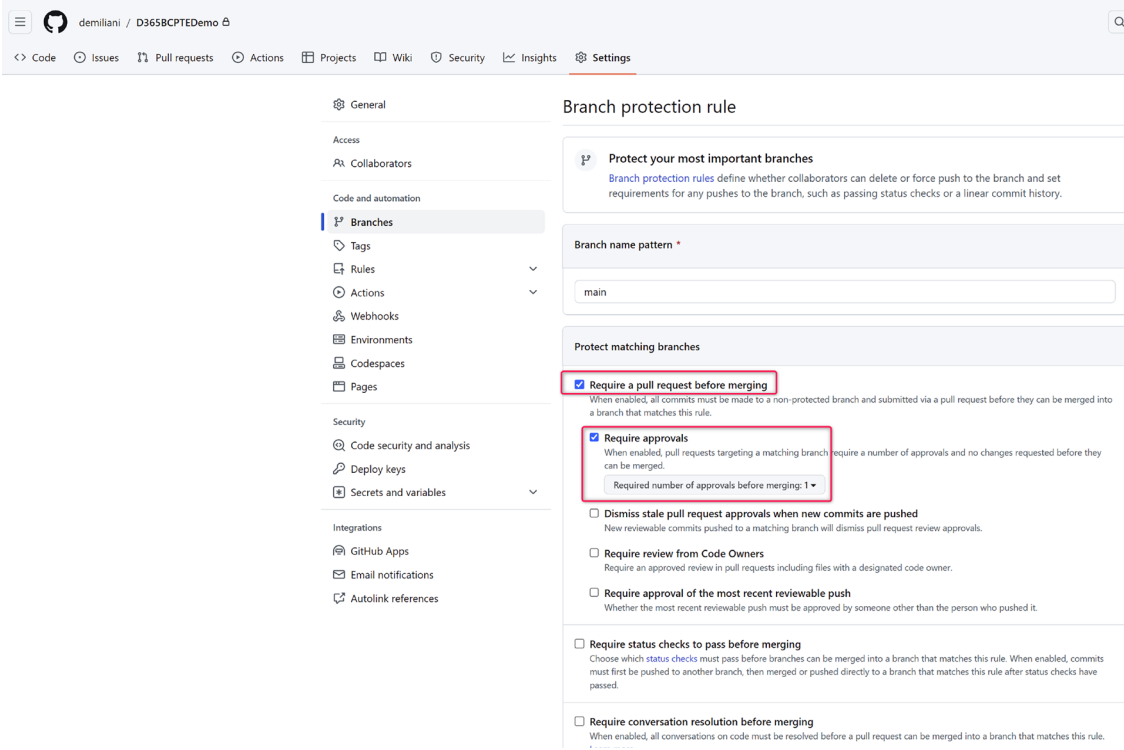 demiliani / D365BCPTEDemo
Code Issues Pull requests Actions Projects Wiki Security Insights Settings
General
Access
Collaborators
Code and automation
Branches
Tags
Rules
Actions
Webhooks
Environments
Codespaces
Pages
Security
Code security and analysis
Deploy keys
Secrets and variables
Integrations
GitHub Apps
Email notifications
Autolink references
Branch protection rule
Protect your most important branches
Branch protection rules define whether collaborators can delete or force push to the branch and set
requirements for any pushes to the branch, such as passing status checks or a linear commit history.
Branch name pattern *
main
Protect matching branches
Require a pull request before merging
When enabled, all commits must be made to a non-protected branch and submitted via a pull request before they can be merged into
a branch that matches this rule.
Require approvals
When enabled, pull requests targeting a matching branch require a number of approvals and no changes requested before they
can be merged.
Required number of approvals before merging: 1
Dismiss stale pull request approvals when new commits are pushed
New reviewable commits pushed to a matching branch will dismiss pull request review approvals.
Require review from Code Owners
Require an approved review in pull requests including files with a designated code owner.
Require approval of the most recent reviewable push
Whether the most recent reviewable push must be approved by someone other than the person who pushed it.
Require status checks to pass before merging
Choose which status checks must pass before branches can be merged into a branch that matches this rule. When enabled, commits
must first be pushed to another branch, then merged or pushed directly to a branch that matches this rule after status checks have
passed.
Require conversation resolution before merging
When enabled, all conversations on code must be resolved before a pull request can be merged into a branch that matches this rule.